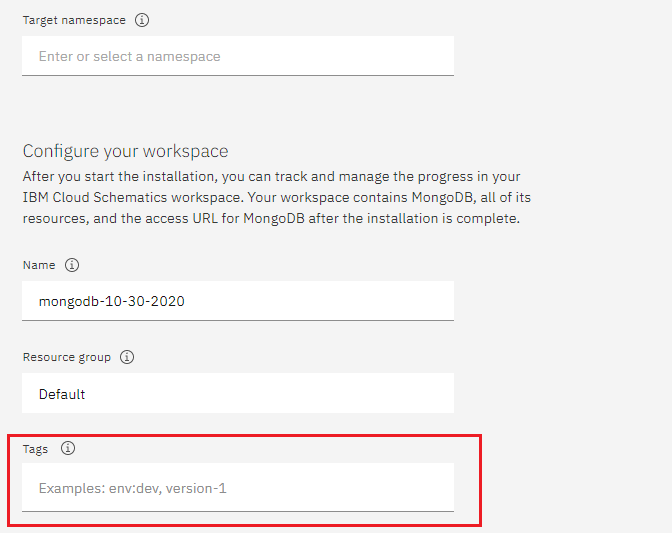 Target namespace
Enter or select a namespace
Configure your workspace
After you start the installation, you can track and manage the progress in your
IBM Cloud Schematics workspace. Your workspace contains MongoDB, all of its
resources, and the access URL for MongoDB after the installation is complete.
Name
mongodb-10-30-2020
Resource group
Default
Tags
Examples: env:dev, version-1